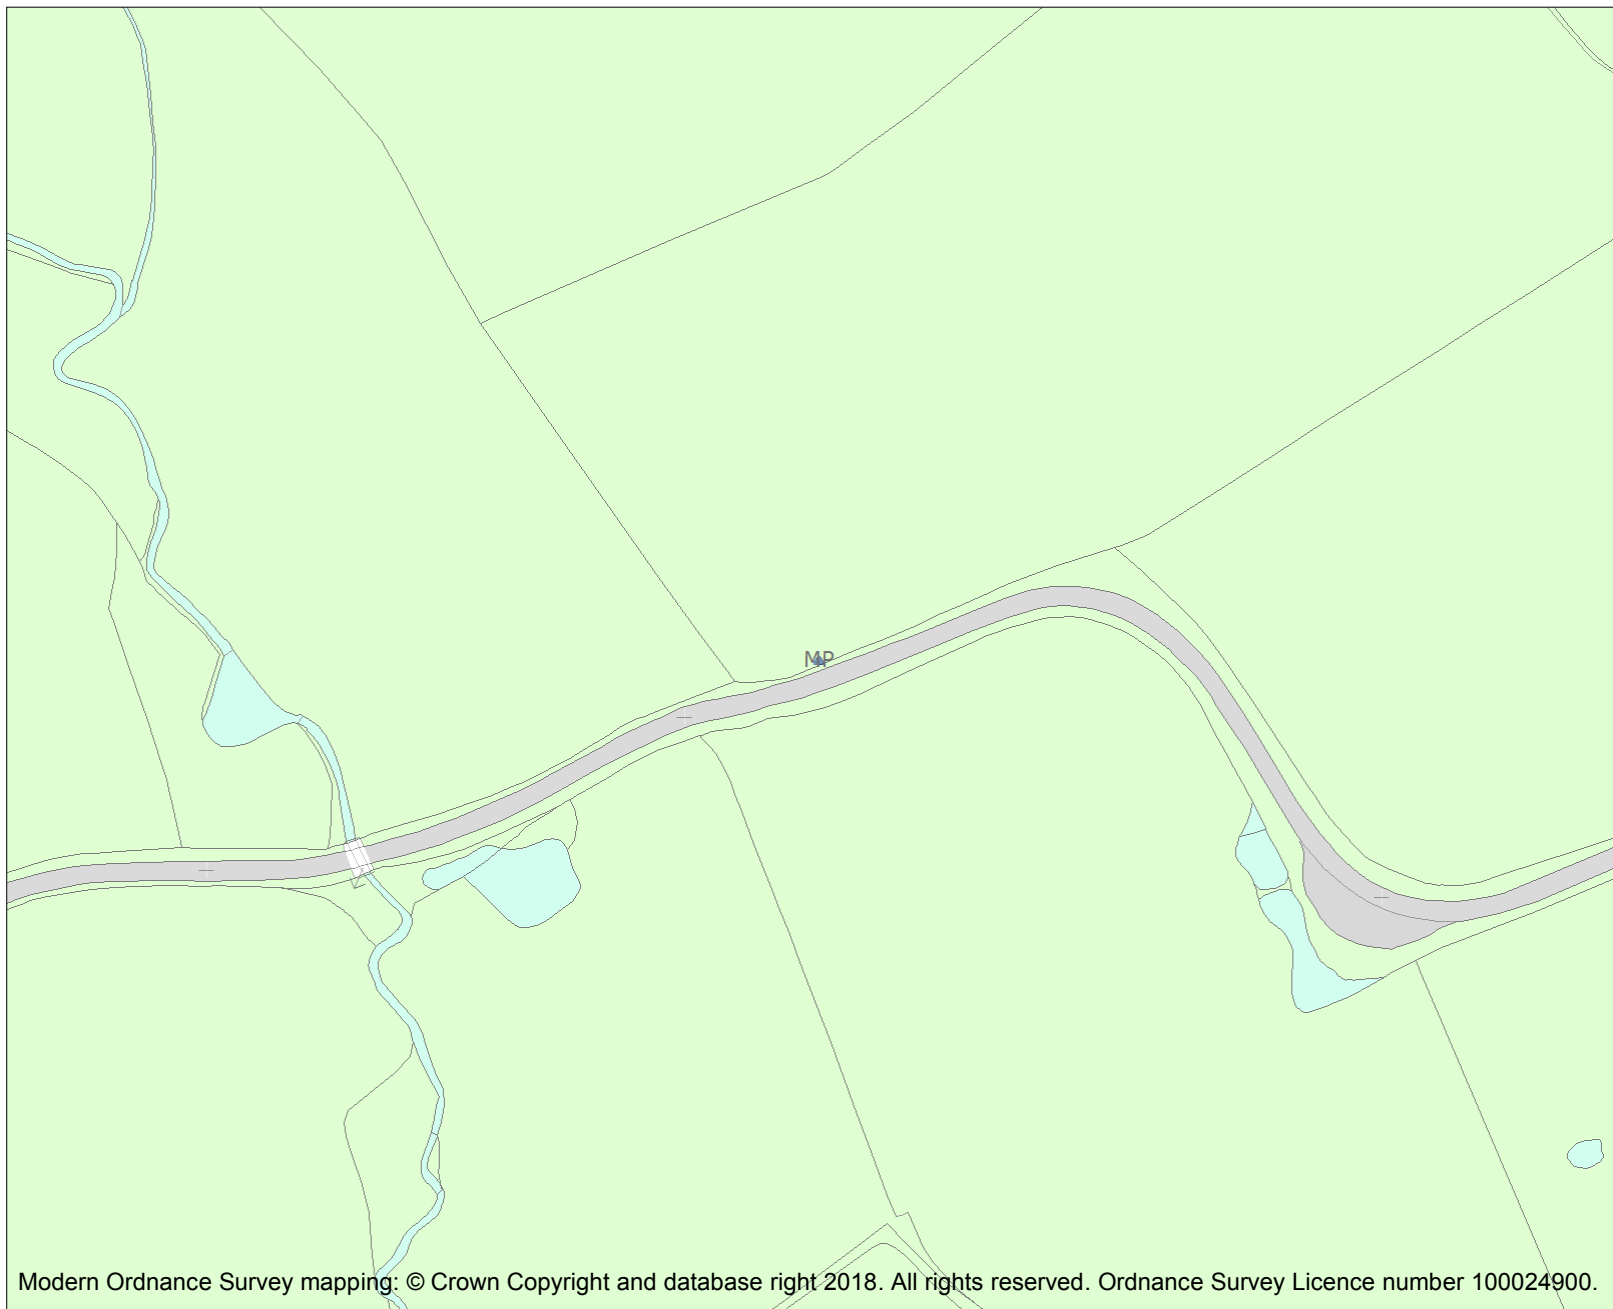 MP
Modern Ordnance Survey mapping: © Crown Copyright and database right 2018. All rights reserved. Ordnance Survey Licence number 100024900.